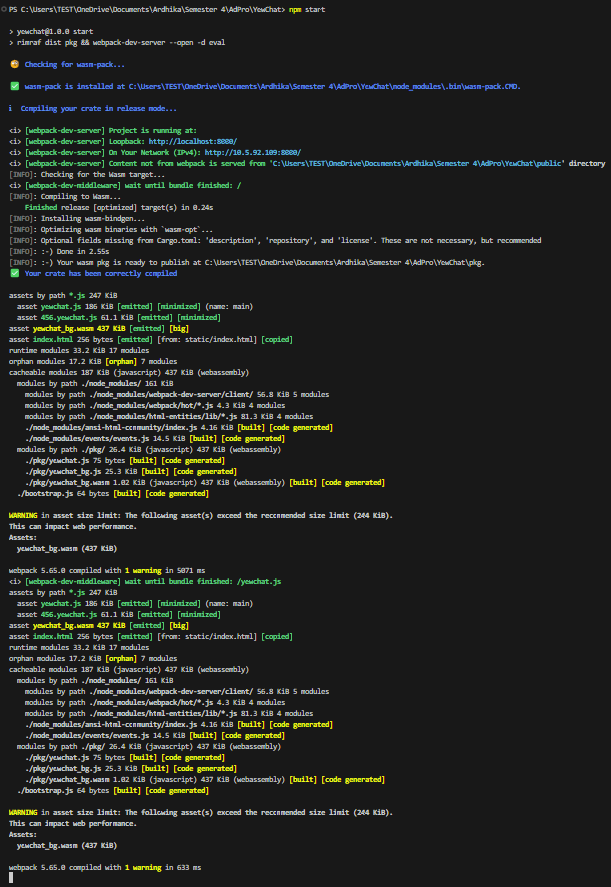 PS C:\Users\TEST\OneDrive\Documents\Ardhika\Semester 4\AdPro\YewChat> npm start
> yewchat@1.0.0 start
> rimraf dist pkg && webpack-dev-server --open -d eval
🧐 Checking for wasm-pack...
✅ wasm-pack is installed at C:\Users\TEST\OneDrive\Documents\Ardhika\Semester 4\AdPro\YewChat\node_modules\.bin\wasm-pack.CMD.
ℹ️ Compiling your crate in release mode...
<i> [webpack-dev-server] Project is running at:
<i> [webpack-dev-server] Loopback: http://localhost:8000/
<i> [webpack-dev-server] On Your Network (IPv4): http://10.5.92.109:8000/
<i> [webpack-dev-server] Content not from webpack is served from 'C:\Users\TEST\OneDrive\Documents\Ardhika\Semester 4\AdPro\YewChat\public' directory
[INFO]: Checking for the Wasm target...
<i> [webpack-dev-middleware] wait until bundle finished: /
[INFO]: Compiling to Wasm...
Finished release [optimized] target(s) in 0.24s
[INFO]: Installing wasm-bindgen...
[INFO]: Optimizing wasm binaries with `wasm-opt`...
[INFO]: Optional fields missing from Cargo.toml: 'description', 'repository', and 'license'. These are not necessary, but recommended
[INFO]: :-) Done in 2.55s
[INFO]: :-) Your wasm pkg is ready to publish at C:\Users\TEST\OneDrive\Documents\Ardhika\Semester 4\AdPro\YewChat\pkg.
✅ Your crate has been correctly compiled
assets by path *.js 247 KiB
asset yewchat.js 186 KiB [emitted] [minimized] (name: main)
asset 456.yewchat.js 61.1 KiB [emitted] [minimized]
asset yewchat_bg.wasm 437 KiB [emitted] [big]
asset index.html 256 bytes [emitted] [from: static/index.html] [copied]
runtime modules 33.2 KiB 17 modules
orphan modules 17.2 KiB [orphan] 7 modules
cacheable modules 187 KiB (javascript) 437 KiB (webassembly)
modules by path ./node_modules/ 161 KiB
modules by path ./node_modules/webpack-dev-server/client/ 56.8 KiB 5 modules
modules by path ./node_modules/webpack/hot/*.js 4.3 KiB 4 modules
modules by path ./node_modules/html-entities/lib/*.js 81.3 KiB 4 modules
./node_modules/ansi-html-community/index.js 4.16 KiB [built] [code generated]
./node_modules/events/events.js 14.5 KiB [built] [code generated]
modules by path ./pkg/ 26.4 KiB (javascript) 437 KiB (webassembly)
./pkg/yewchat.js 75 bytes [built] [code generated]
./pkg/yewchat_bg.js 25.3 KiB [built] [code generated]
./pkg/yewchat_bg.wasm 1.02 KiB (javascript) 437 KiB (webassembly) [built] [code generated]
./bootstrap.js 64 bytes [built] [code generated]
WARNING in asset size limit: The following asset(s) exceed the recommended size limit (244 KiB).
This can impact web performance.
Assets:
yewchat_bg.wasm (437 KiB)
webpack 5.65.0 compiled with 1 warning in 5071 ms
<i> [webpack-dev-middleware] wait until bundle finished: /yewchat.js
assets by path *.js 247 KiB
asset yewchat.js 186 KiB [emitted] [minimized] (name: main)
asset 456.yewchat.js 61.1 KiB [emitted] [minimized]
asset yewchat_bg.wasm 437 KiB [emitted] [big]
asset index.html 256 bytes [emitted] [from: static/index.html] [copied]
runtime modules 33.2 KiB 17 modules
orphan modules 17.2 KiB [orphan] 7 modules
cacheable modules 187 KiB (javascript) 437 KiB (webassembly)
modules by path ./node_modules/ 161 KiB
modules by path ./node_modules/webpack-dev-server/client/ 56.8 KiB 5 modules
modules by path ./node_modules/webpack/hot/*.js 4.3 KiB 4 modules
modules by path ./node_modules/html-entities/lib/*.js 81.3 KiB 4 modules
./node_modules/ansi-html-community/index.js 4.16 KiB [built] [code generated]
./node_modules/events/events.js 14.5 KiB [built] [code generated]
modules by path ./pkg/ 26.4 KiB (javascript) 437 KiB (webassembly)
./pkg/yewchat.js 75 bytes [built] [code generated]
./pkg/yewchat_bg.js 25.3 KiB [built] [code generated]
./pkg/yewchat_bg.wasm 1.02 KiB (javascript) 437 KiB (webassembly) [built] [code generated]
./bootstrap.js 64 bytes [built] [code generated]
WARNING in asset size limit: The following asset(s) exceed the recommended size limit (244 KiB).
This can impact web performance.
Assets:
yewchat_bg.wasm (437 KiB)
webpack 5.65.0 compiled with 1 warning in 633 ms